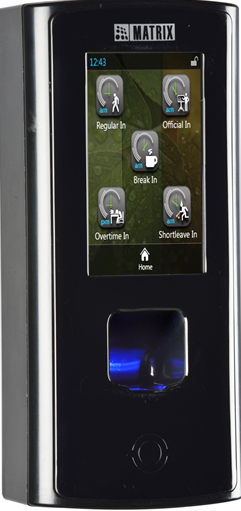 MATRIX
12:43
Regular In
Official In
Break In
Overtime In
Shortleave In
Home